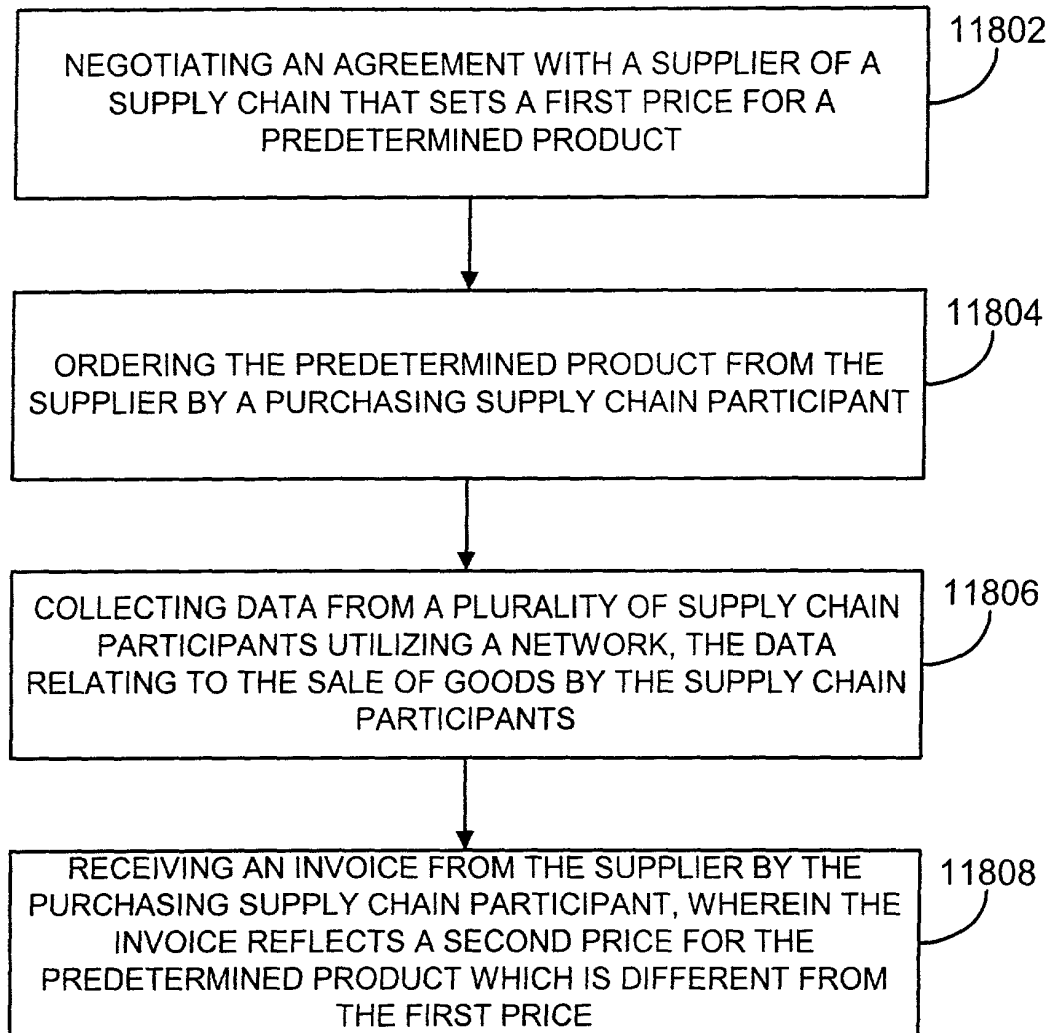 11802
NEGOTIATING AN AGREEMENT WITH A SUPPLIER OF A
SUPPLY CHAIN THAT SETS A FIRST PRICE FOR A
PREDETERMINED PRODUCT
11804
ORDERING THE PREDETERMINED PRODUCT FROM THE
SUPPLIER BY A PURCHASING SUPPLY CHAIN PARTICIPANT
11806
COLLECTING DATA FROM A PLURALITY OF SUPPLY CHAIN
PARTICIPANTS UTILIZING A NETWORK, THE DATA
RELATING TO THE SALE OF GOODS BY THE SUPPLY CHAIN
PARTICIPANTS
11808
RECEIVING AN INVOICE FROM THE SUPPLIER BY THE
PURCHASING SUPPLY CHAIN PARTICIPANT, WHEREIN THE
INVOICE REFLECTS A SECOND PRICE FOR THE
PREDETERMINED PRODUCT WHICH IS DIFFERENT FROM
THE FIRST PRICE